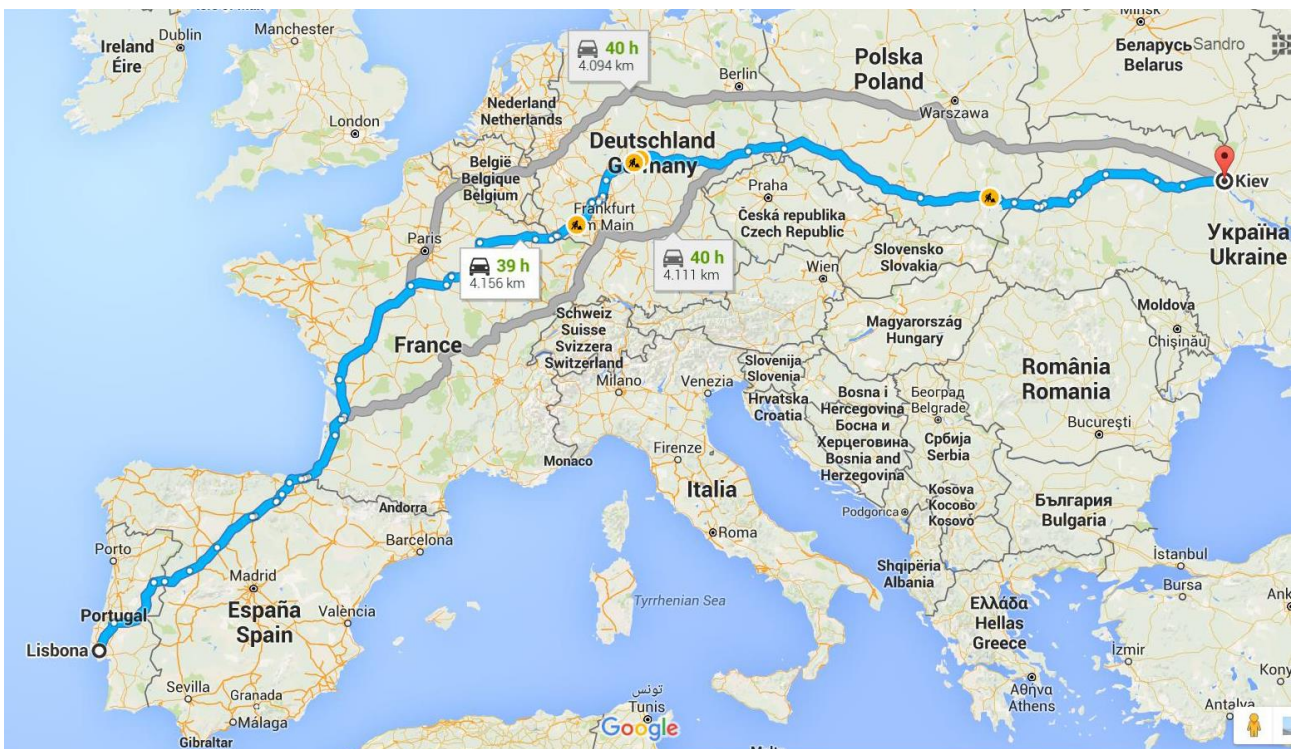 Ireland
Éire
Dublin
Manchester
London
Nederland
Netherlands
België
Belgique
Belgium
40 h
4.094 km
Berlin
Deutschland
Germany
Polska
Poland
Warszawa
Минск
Minsk
Беларусь
Belarus
Sandro
Kiev
Україна
Ukraine
Praha
Česká republika
Czech Republic
Frankfurt
am Main
Paris
39 h
4.156 km
40 h
4.111 km
Slovensko
Slovakia
Wien
Moldova
Chișinău
Magyarország
Hungary
Schweiz
Suisse
Svizzera
Switzerland
France
România
Romania
București
Slovenija
Slovenia
Hrvatska
Croatia
Bosna i
Hercegovina
Босна и
Херцеговина
Bosnia and
Herzegovina
Београд
Belgrade
Србија
Serbia
Milano
Venezia
Firenze
Monaco
Italia
Roma
Andorra
Barcelona
Kosova
Косово
Kosovo
Podgorica
България
Bulgaria
Shqipëria
Albania
İstanbul
Bursa
Ελλάδα
Hellas
Greece
Αθήνα
Athens
İzmir
Antalya
Porto
Madrid
Portugal
España
Spain
València
Lisbona
Sevilla
Granada
Málaga
Gibraltar
Tyrrhenian Sea
تونس
Tunis
Google